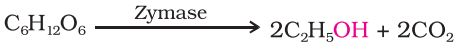 C₆H₁₂O₆ Zymase ⟶ 2C₂H₅OH + 2CO₂